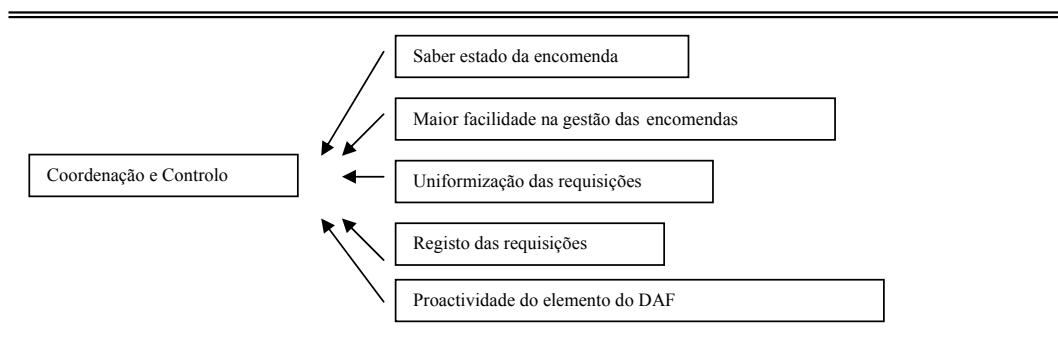 Saber estado da encomenda
Maior facilidade na gestão das encomendas
Coordenação e Controlo
Uniformização das requisições
Registo das requisições
Proactividade do elemento do DAF